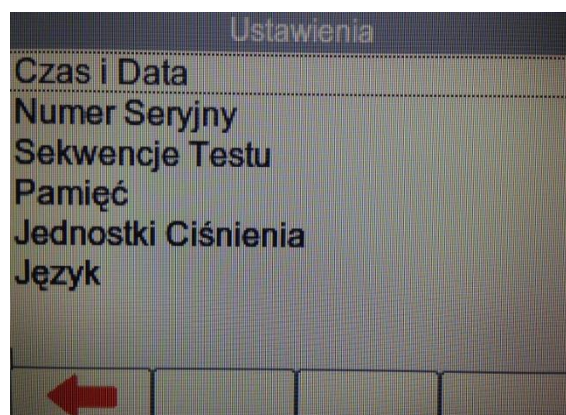 Ustawienia
Czas i Data
Numer Seryjny
Sekwencje Testu
Pamięć
Jednostki Ciśnienia
Język